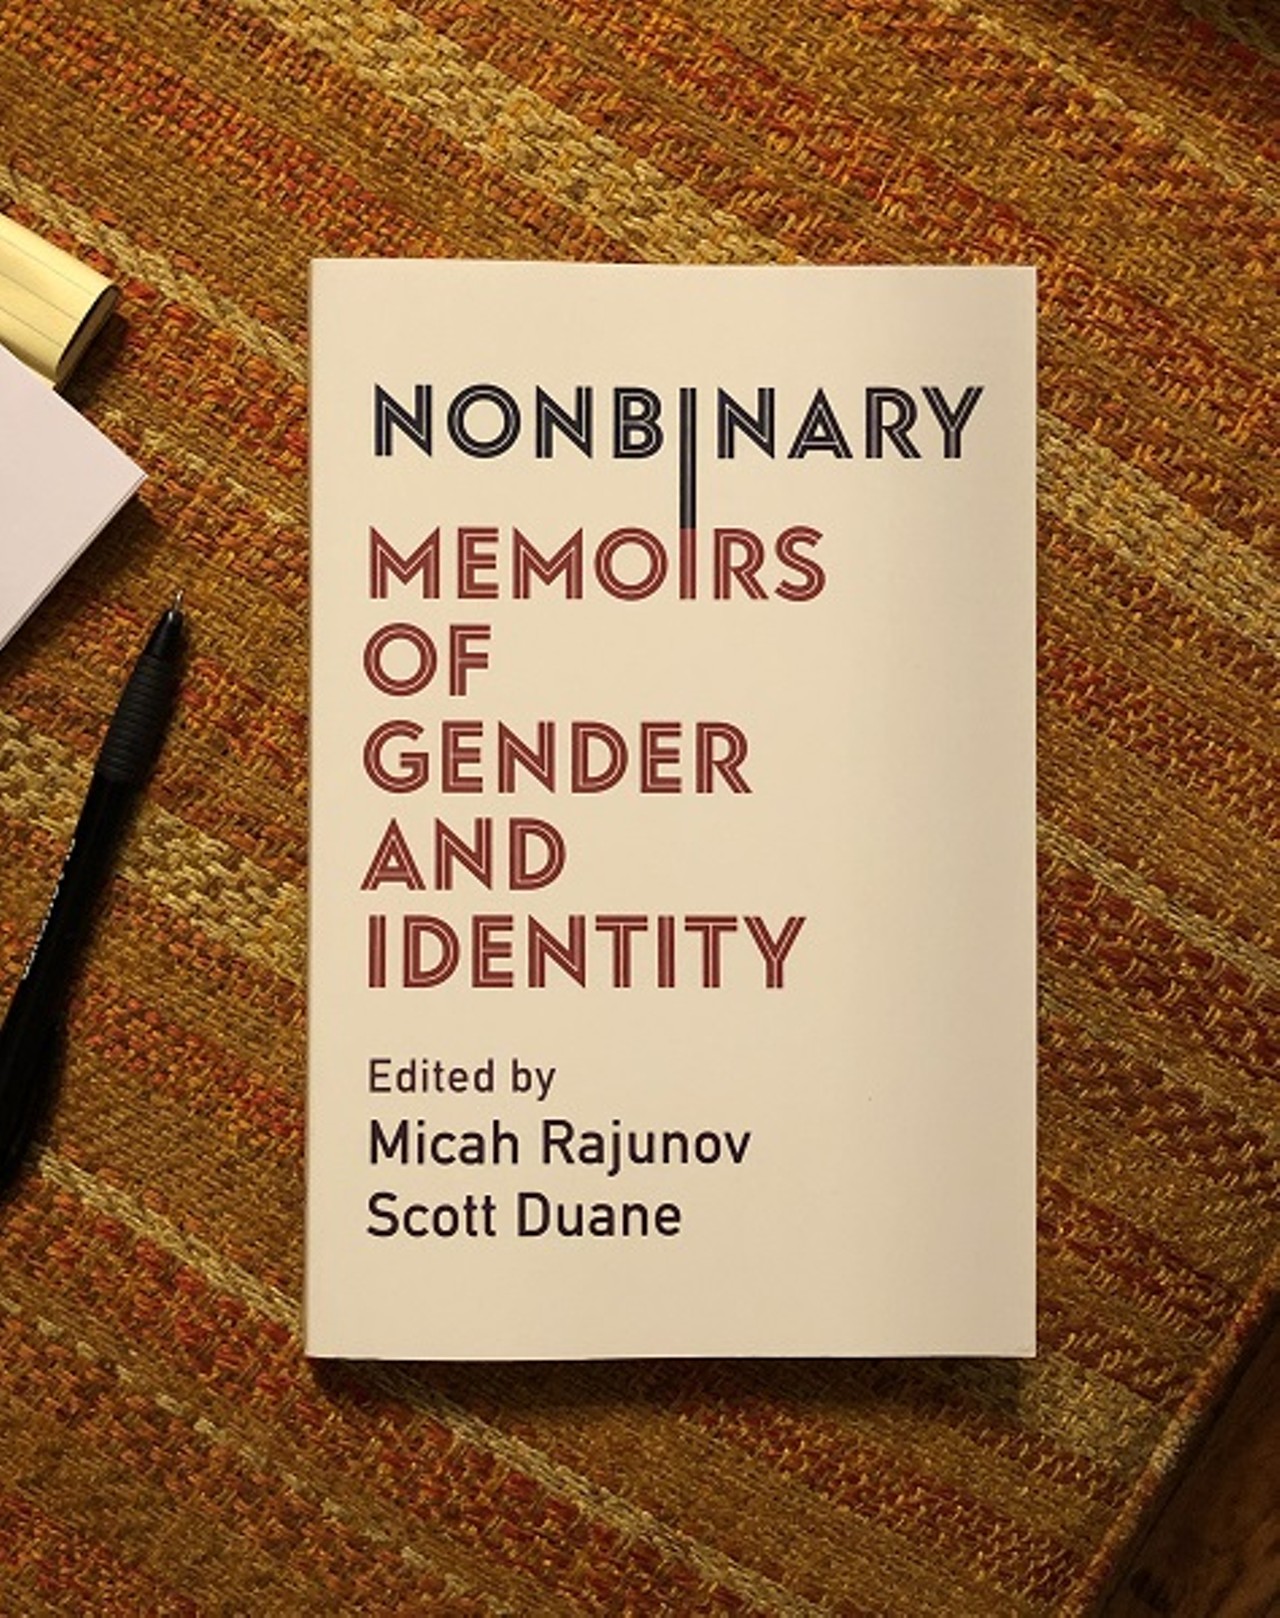 NONBINARY
MEMOIRS
OF
GENDER
AND
IDENTITY
Edited by
Micah Rajunov
Scott Duane